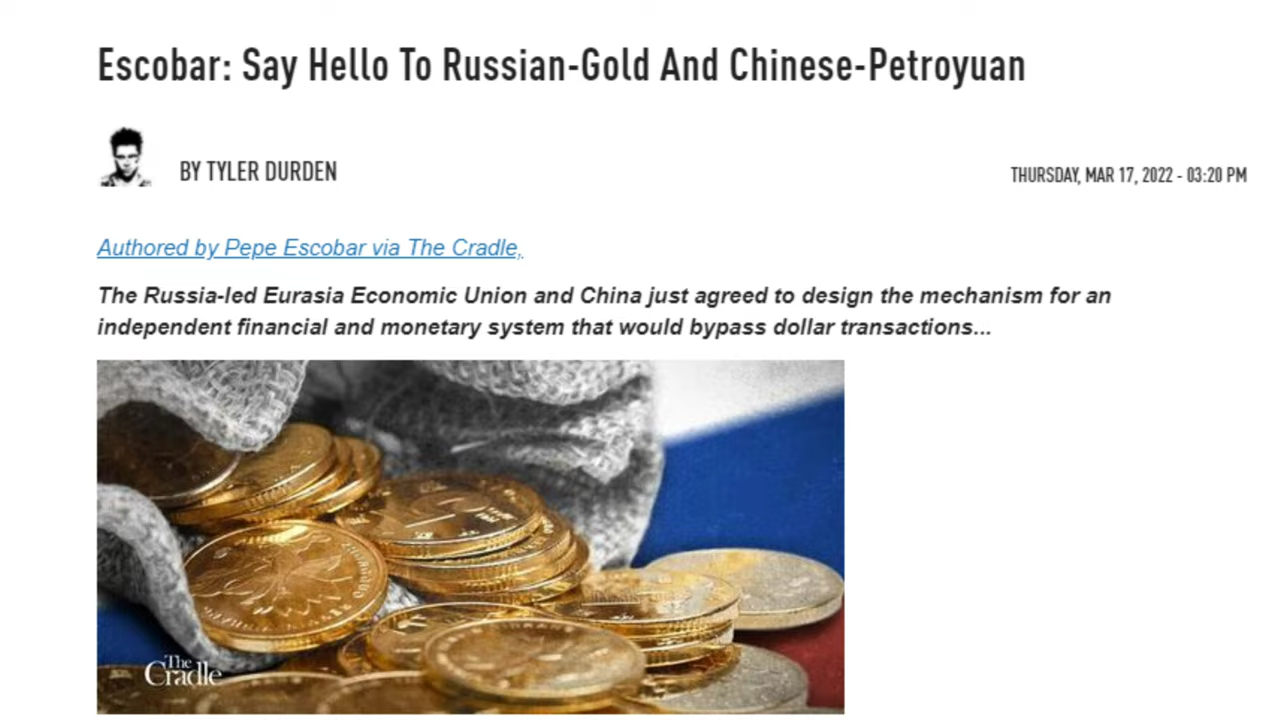 Escobar: Say Hello To Russian-Gold And Chinese-Petroyuan
BY TYLER DURDEN
THURSDAY, MAR 17, 2022 - 03:20 PM
Authored by Pepe Escobar via The Cradle,
The Russia-led Eurasia Economic Union and China just agreed to design the mechanism for an
independent financial and monetary system that would bypass dollar transactions...
The
Cradle